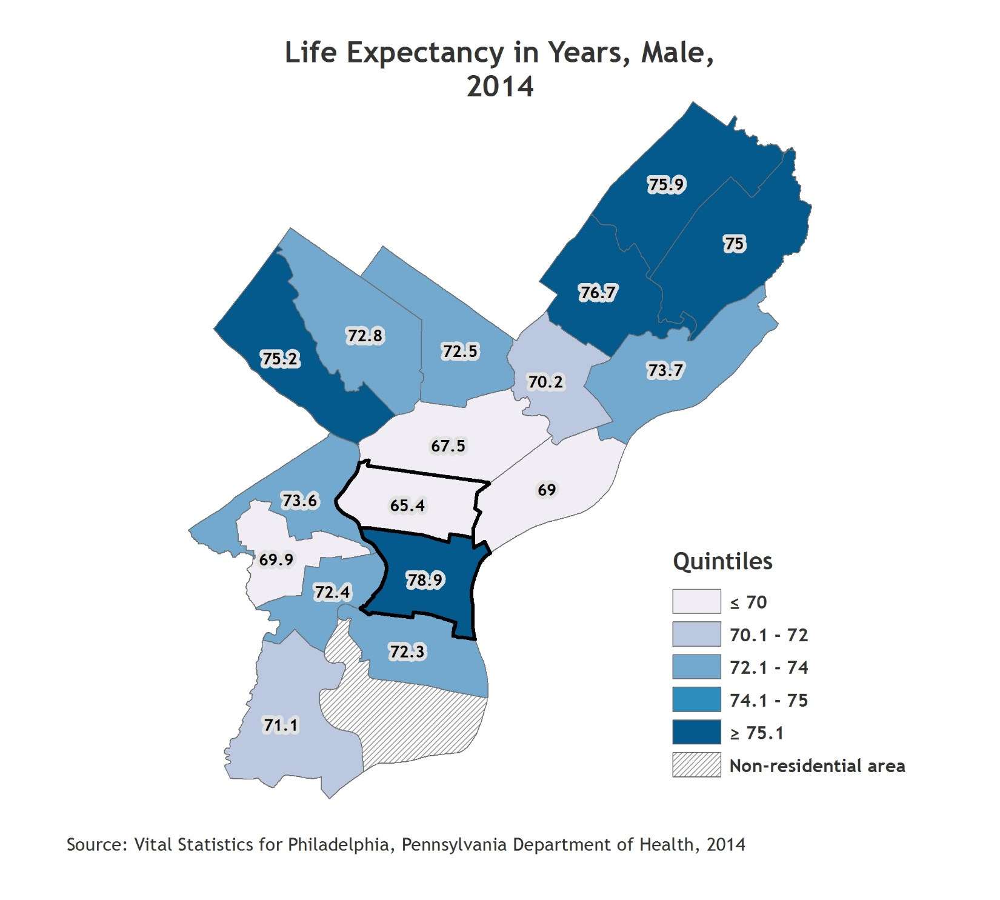 Life Expectancy in Years, Male,
2014
75.9
75
76.7
72.8
72.5
75.2
73.7
70.2
67.5
69
73.6
65.4
69.9
78.9
72.4
72.3
71.1
Quintiles
≤ 70
70.1 - 72
72.1 - 74
74.1 - 75
≥ 75.1
Non-residential area
Source: Vital Statistics for Philadelphia, Pennsylvania Department of Health, 2014